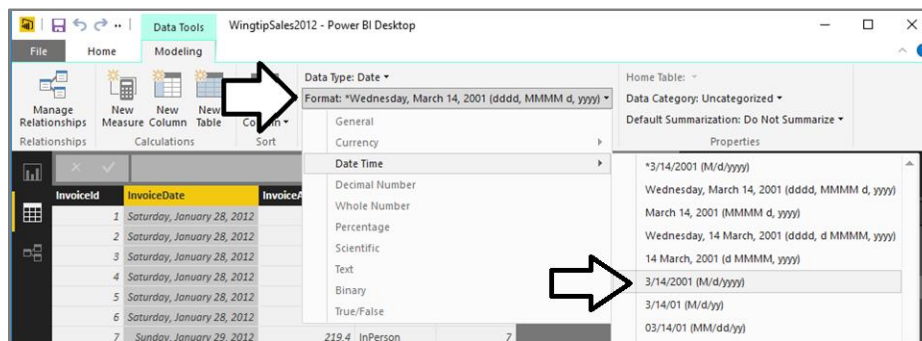 Data Tools WingtipSales2012 - Power BI Desktop
File Home Modeling
Manage Relationships
New Measure
New Column
New Table
Column
Data Type: Date
Format: *Wednesday, March 14, 2001 (dddd, MMMM d, yyyy)
Home Table:
Data Category: Uncategorized
Default Summarization: Do Not Summarize
Relationships Calculations Sort Properties
General
Currency
Date Time
Decimal Number
Whole Number
Percentage
Scientific
Text
Binary
True/False
*3/14/2001 (M/d/yyyy)
Wednesday, March 14, 2001 (dddd, MMMM d, yyyy)
March 14, 2001 (MMMM d, yyyy)
Wednesday, 14 March, 2001 (dddd, d MMMM, yyyy)
14 March, 2001 (d MMMM, yyyy)
3/14/2001 (M/d/yyyy)
3/14/01 (M/d/yy)
03/14/01 (MM/dd/yy)
InvoiceId InvoiceDate
1 Saturday, January 28, 2012
2 Saturday, January 28, 2012
3 Saturday, January 28, 2012
4 Saturday, January 28, 2012
5 Saturday, January 28, 2012
6 Saturday, January 28, 2012
7 Sunday, January 29, 2012 219.4 InPerson 7